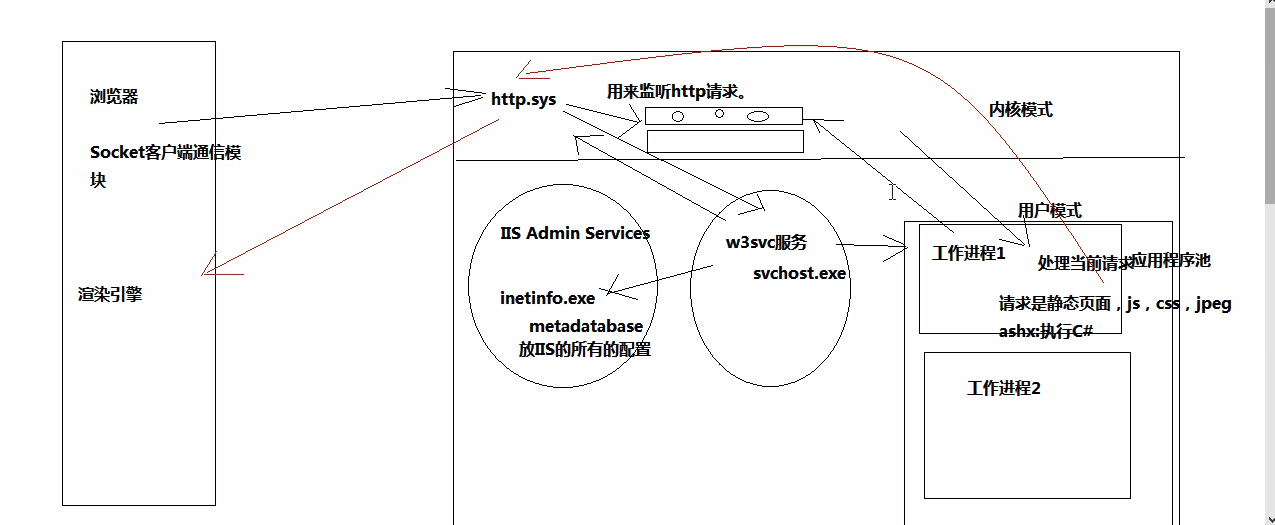 浏览器
Socket客户端通信模
块
渲染引擎
http.sys
用来监听http请求。
内核模式
用户模式
IIS Admin Services
inetinfo.exe
metadatabase
放IIS的所有的配置
w3svc服务
svchost.exe
工作进程1
处理当前请求
应用程序池
请求是静态页面，js，css，jpeg
ashx:执行C#
工作进程2